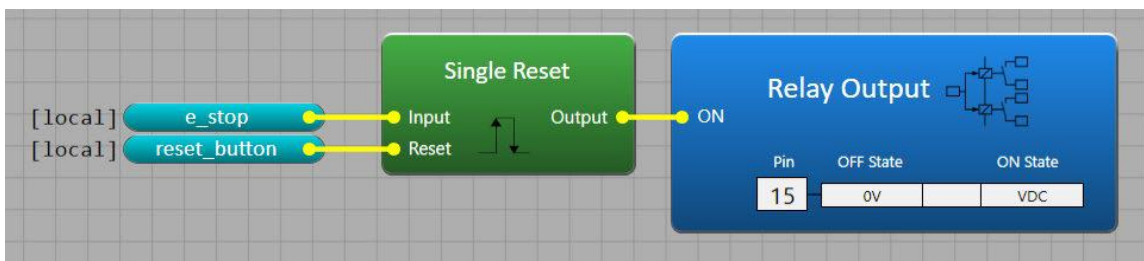 Single Reset
[local] e_stop
[local] reset_button
Input
Output
Reset
Relay Output
ON
Pin OFF State ON State
15 0V VDC